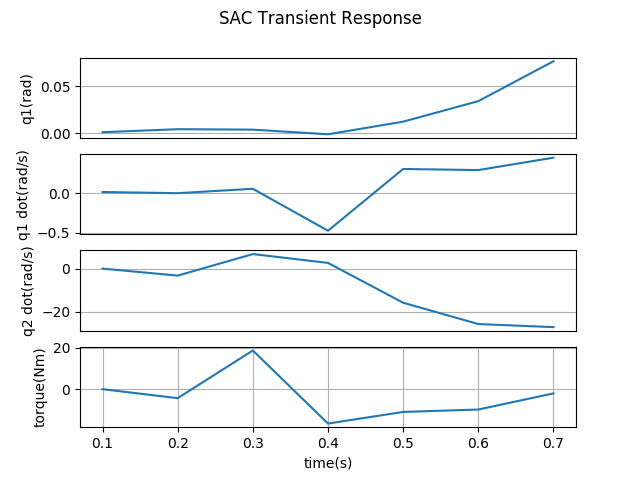 SAC Transient Response
q1(rad)
0.05
0.00
q1 dot(rad/s)
0.0
−0.5
q2 dot(rad/s)
0
−20
torque(Nm)
20
0
0.1 0.2 0.3 0.4 0.5 0.6 0.7
time(s)